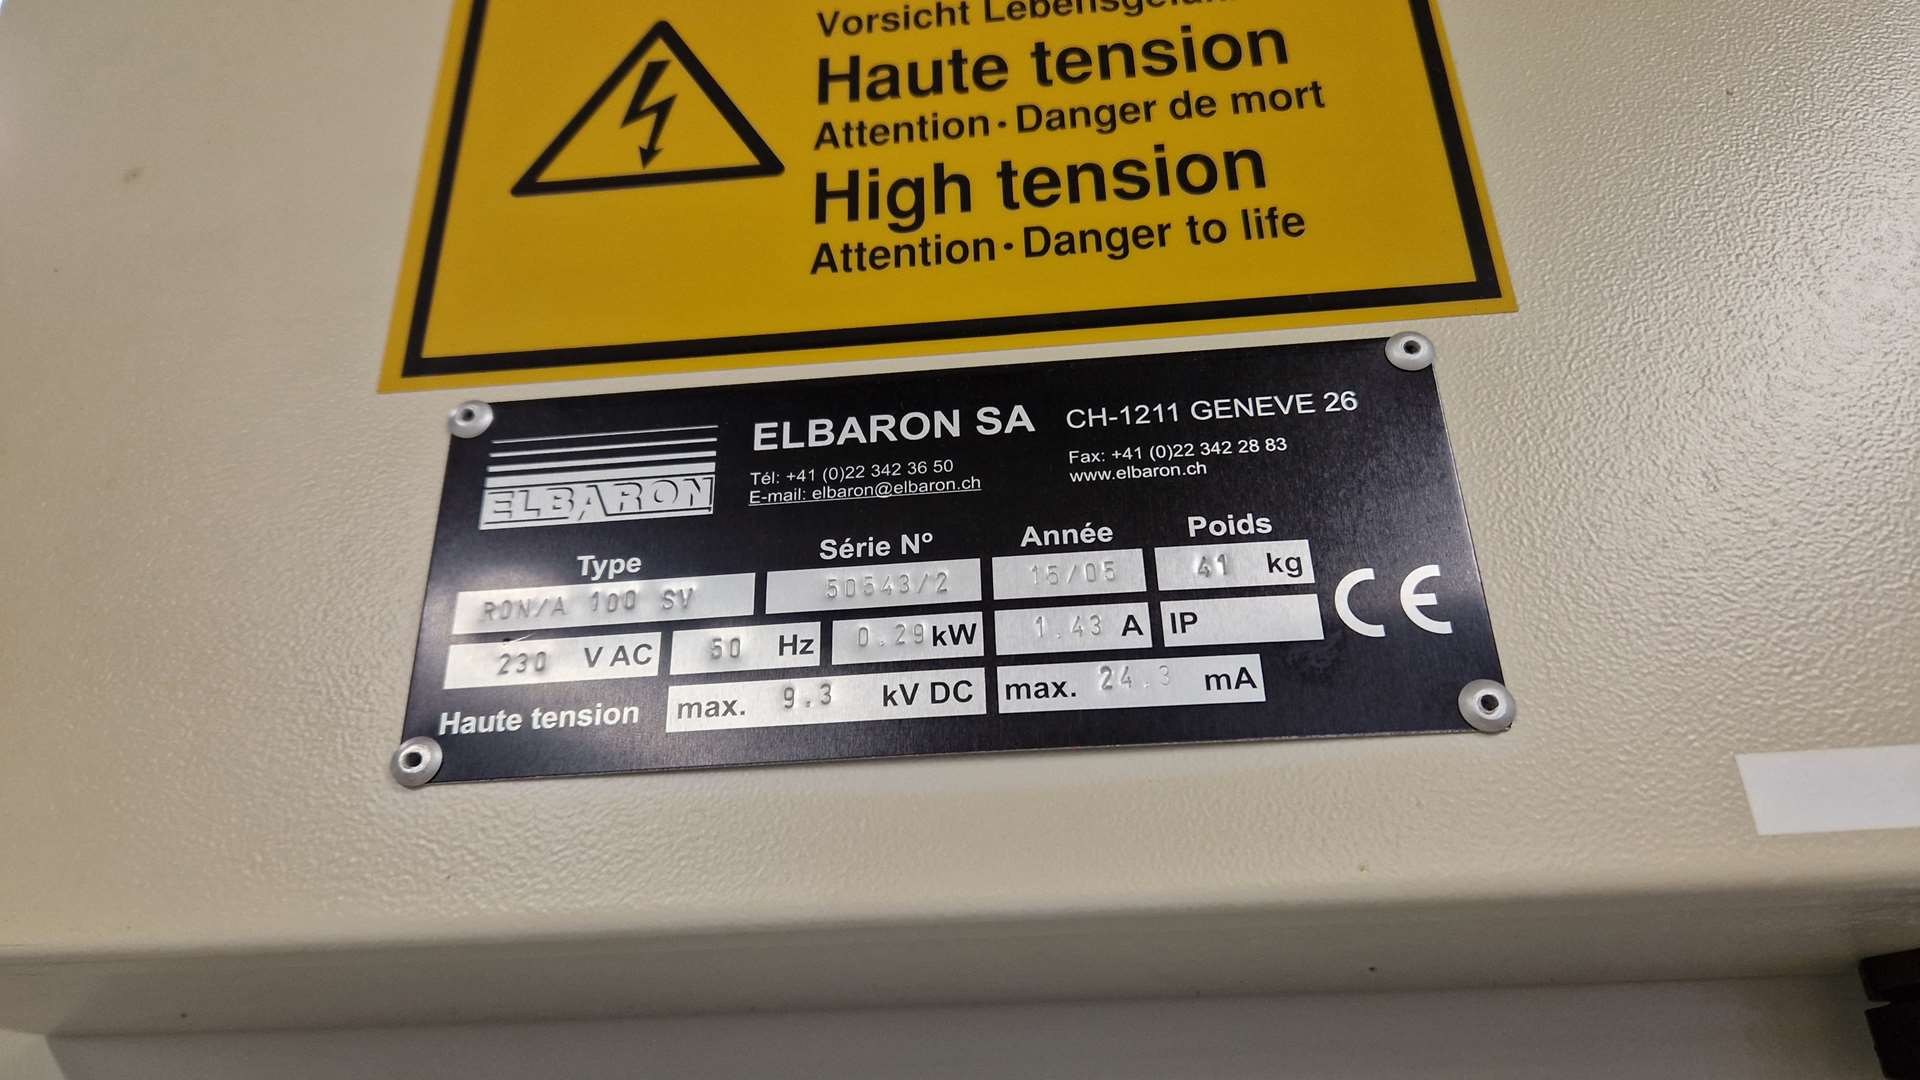 Vorsicht Lebensgefahr
Haute tension
Attention · Danger de mort
High tension
Attention · Danger to life
ELBARON
ELBARON SA CH-1211 GENEVE 26
Tél: +41 (0)22 342 36 50 Fax: +41 (0)22 342 28 83
E-mail: elbaron@elbaron.ch www.elbaron.ch
Type Série Nº Année Poids
RON/A 100 SV 50543/2 15/05 41 kg
230 V AC 50 Hz 0.29 kW 1.43 A IP
CE
Haute tension max. 9.3 kV DC max. 24.3 mA